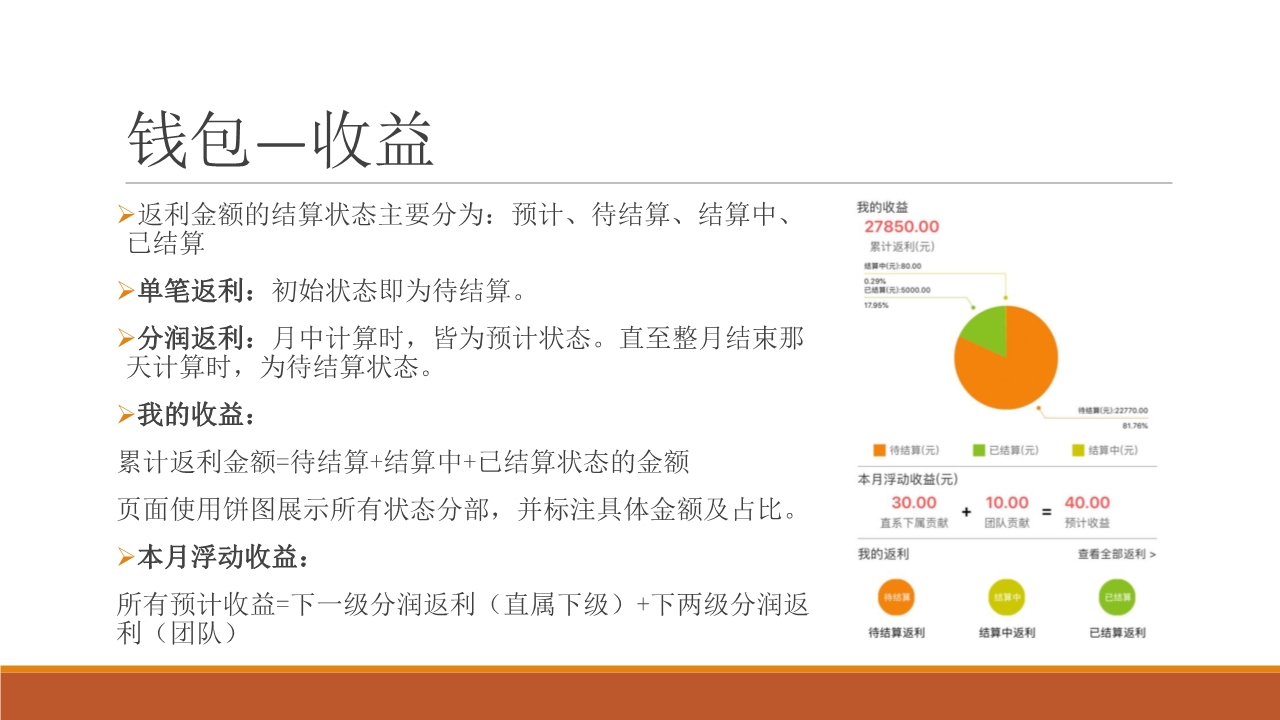 钱包—收益
返利金额的结算状态主要分为：预计、待结算、结算中、
已结算
单笔返利：初始状态即为待结算。
分润返利：月中计算时，皆为预计状态。直至整月结束那
天计算时，为待结算状态。
我的收益：
累计返利金额=待结算+结算中+已结算状态的金额
页面使用饼图展示所有状态分部，并标注具体金额及占比。
本月浮动收益：
所有预计收益=下一级分润返利（直属下级）+下两级分润返
利（团队）
我的收益
27850.00
累计返利(元)
结算中(元):80.00
0.29%
已结算(元):5000.00
17.95%
待结算(元):22770.00
81.76%
待结算(元) 已结算(元) 结算中(元)
本月浮动收益(元)
30.00 + 10.00 = 40.00
直系下属贡献 团队贡献 预计收益
我的返利 查看全部返利 >
待结算 结算中 已结算
待结算返利 结算中返利 已结算返利